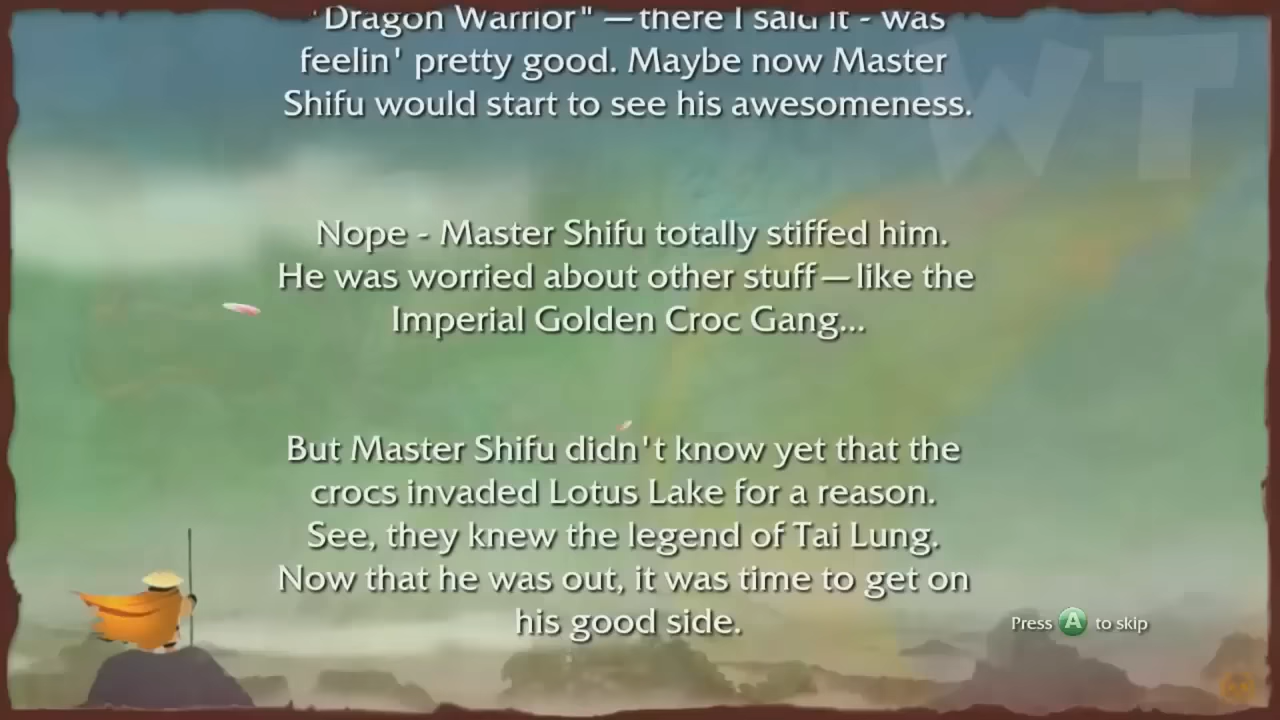 "Dragon Warrior" — there I said it - was
feelin' pretty good. Maybe now Master
Shifu would start to see his awesomeness.
Nope - Master Shifu totally stiffed him.
He was worried about other stuff—like the
Imperial Golden Croc Gang...
But Master Shifu didn't know yet that the
crocs invaded Lotus Lake for a reason.
See, they knew the legend of Tai Lung.
Now that he was out, it was time to get on
his good side.
Press A to skip
WT